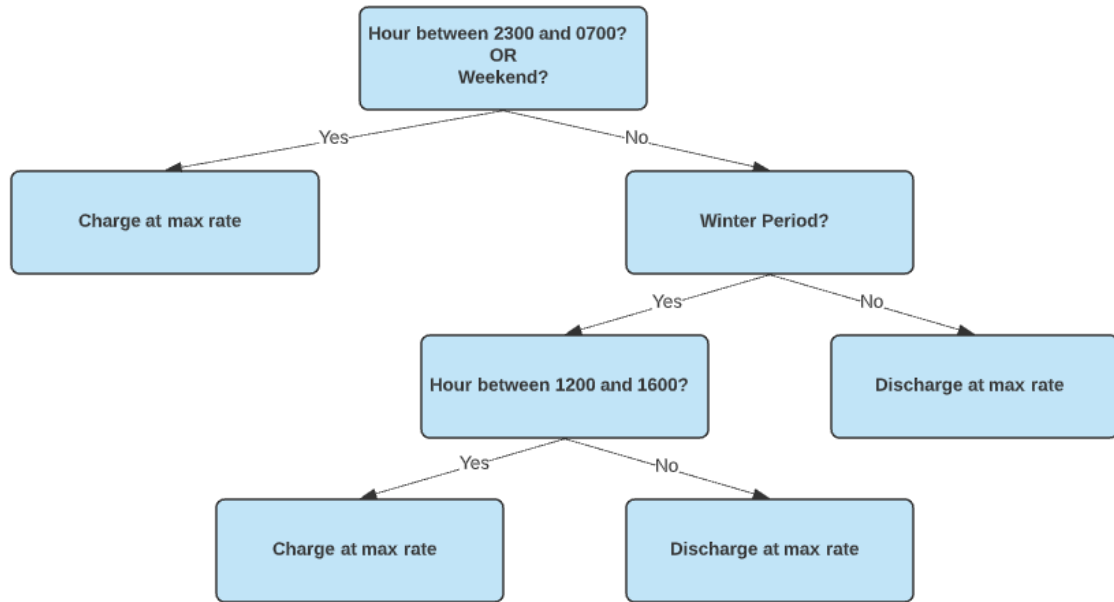 Hour between 2300 and 0700?
OR
Weekend?
Yes
No
Charge at max rate
Winter Period?
Yes
No
Hour between 1200 and 1600?
Discharge at max rate
Yes
No
Charge at max rate
Discharge at max rate